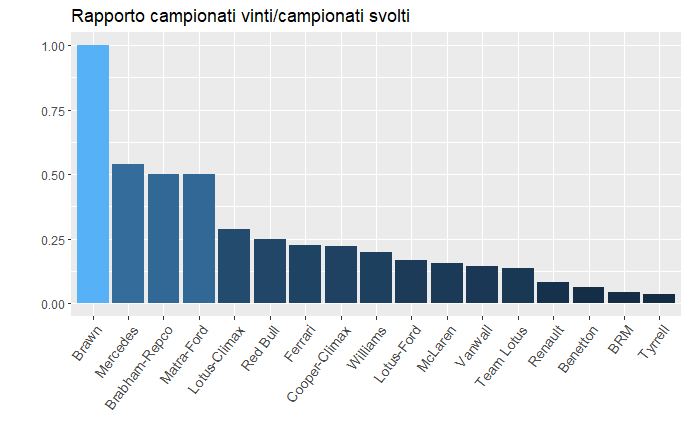 Rapporto campionati vinti/campionati svolti
1.00
0.75
0.50
0.25
0.00
Brawn
Mercedes
Brabham-Repco
Matra-Ford
Lotus-Climax
Red Bull
Ferrari
Cooper-Climax
Williams
Lotus-Ford
McLaren
VanWall
Team Lotus
Renault
Benetton
BRM
Tyrrell